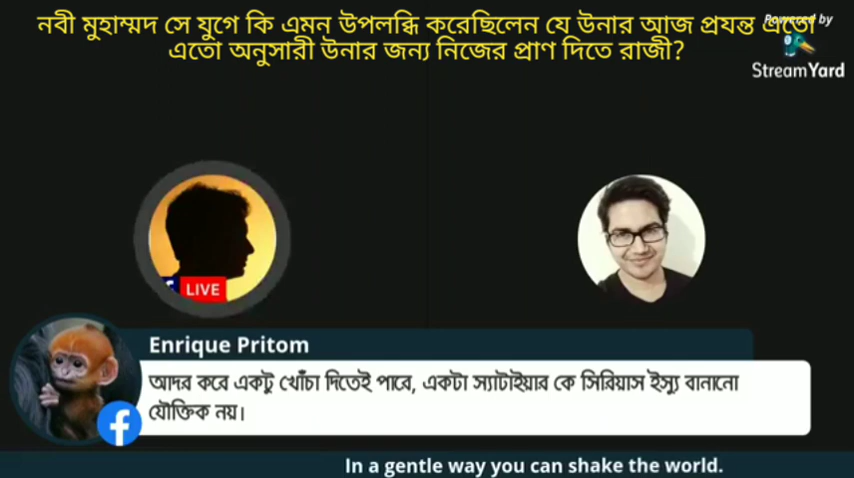 নবী মুহাম্মদ সে যুগে কি এমন উপলব্ধি করেছিলেন যে উনার আজ প্রযন্ত এতো
এতো অনুসারী উনার জন্য নিজের প্রাণ দিতে রাজী?
Powered by
StreamYard
LIVE
Enrique Pritom
আদর করে একটু খোঁচা দিতেই পারে, একটা স্যাটাইয়ার কে সিরিয়াস ইস্যু বানানো
যৌক্তিক নয়।
In a gentle way you can shake the world.